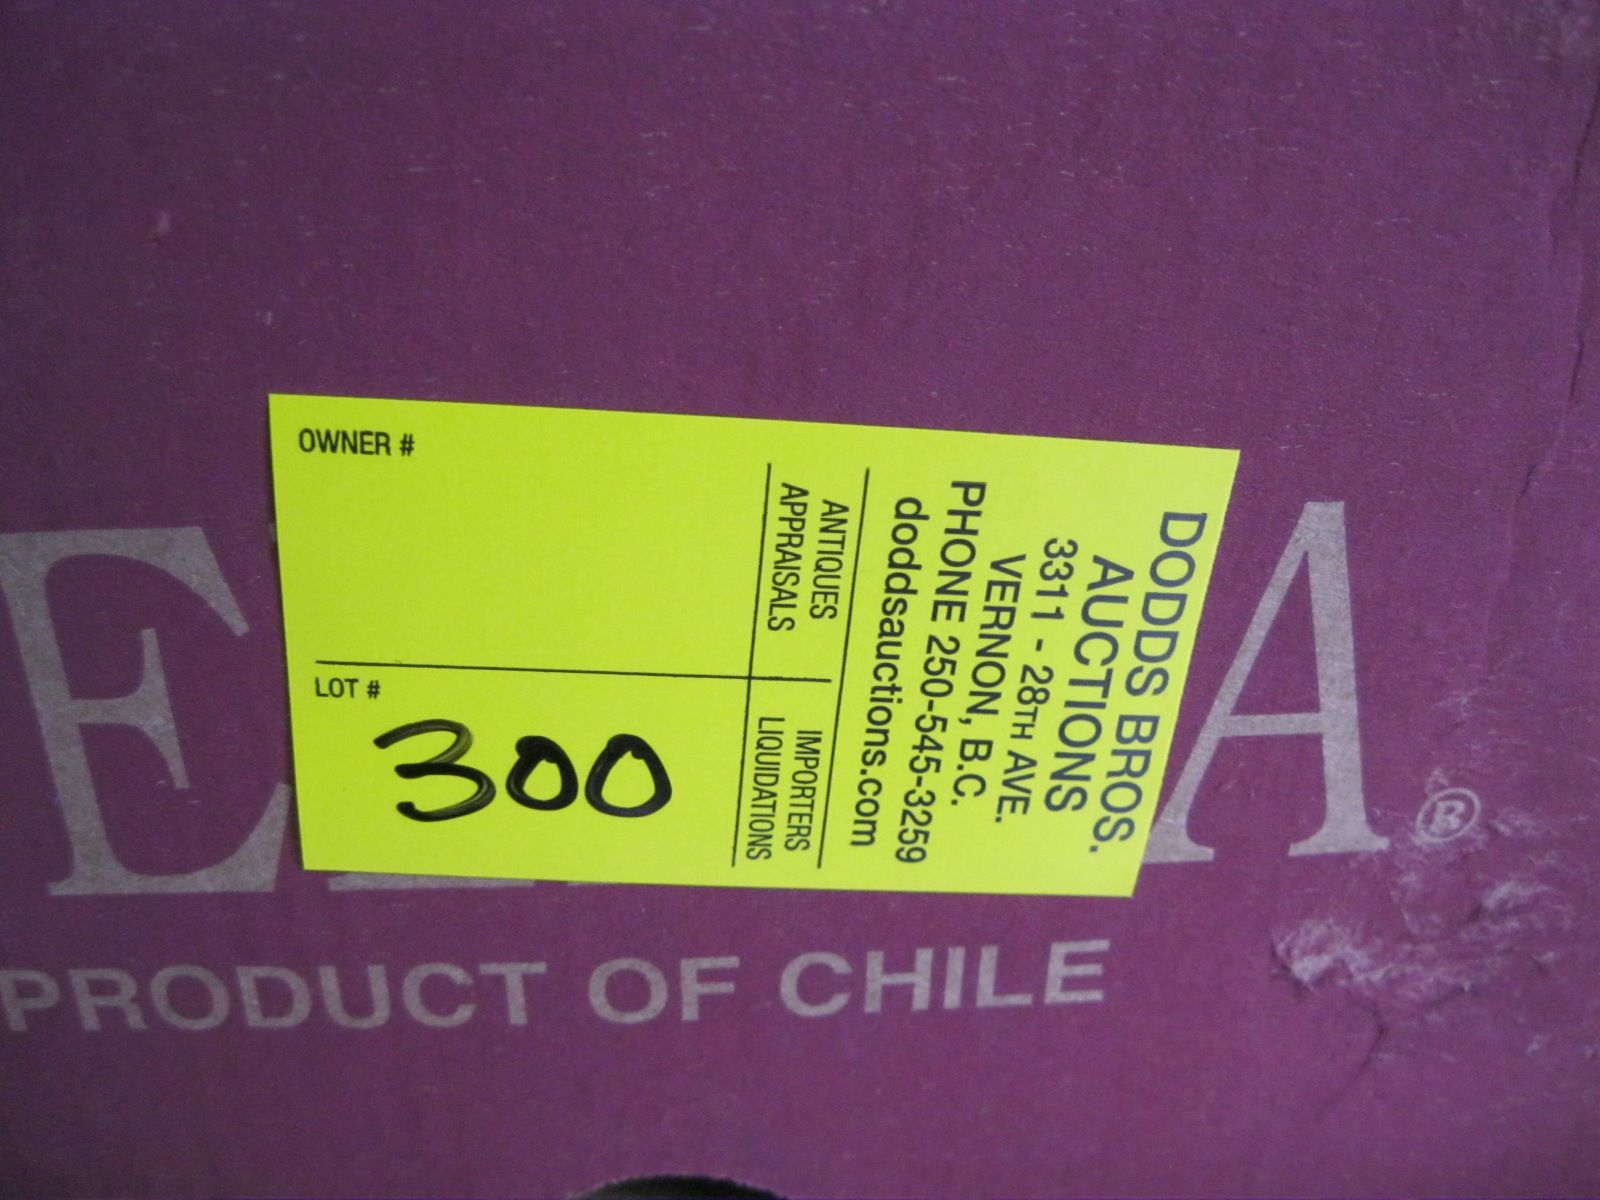 DODDS BROS.
AUCTIONS
3311 - 28TH AVE.
VERNON, B.C.
PHONE 250-545-3259
doddsauctions.com
ANTIQUES
APPRAISALS
IMPORTERS
LIQUIDATIONS
OWNER #
LOT #
300
PRODUCT OF CHILE